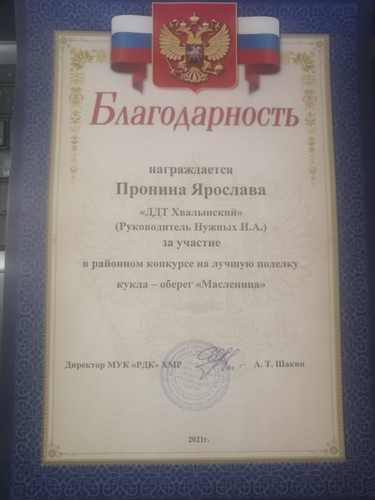 Благодарность
награждается
Пронина Ярослава
«ДДТ Хвалынский»
(Руководитель Нужных И.А.)
за участие
в районном конкурсе на лучшую поделку
кукла – оберег «Масленица»
Директор МУК «РДК» ХМР А. Т. Шакин
2021г.